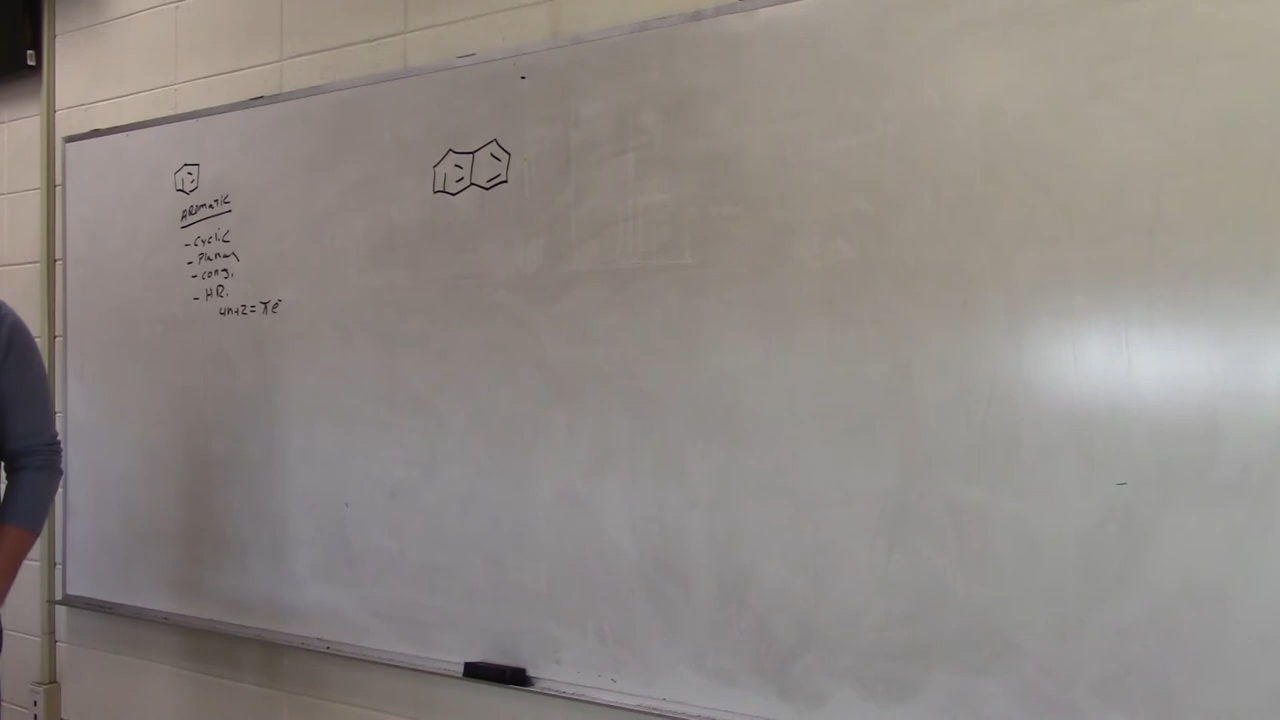 AROMATIC
- cyclic
- Planar
- conj.
- HR.
4n+2 = πe⁻